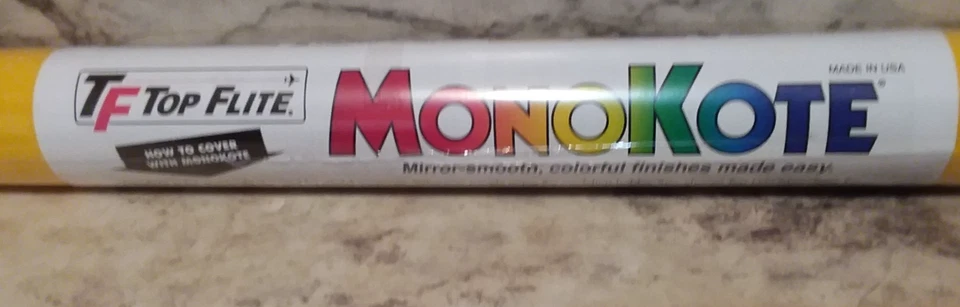 TF TOP FLITE.
MONOKOTE®
MADE IN USA
HOW TO COVER
WITH MONOKOTE
Mirror-smooth, colorful finishes made easy.